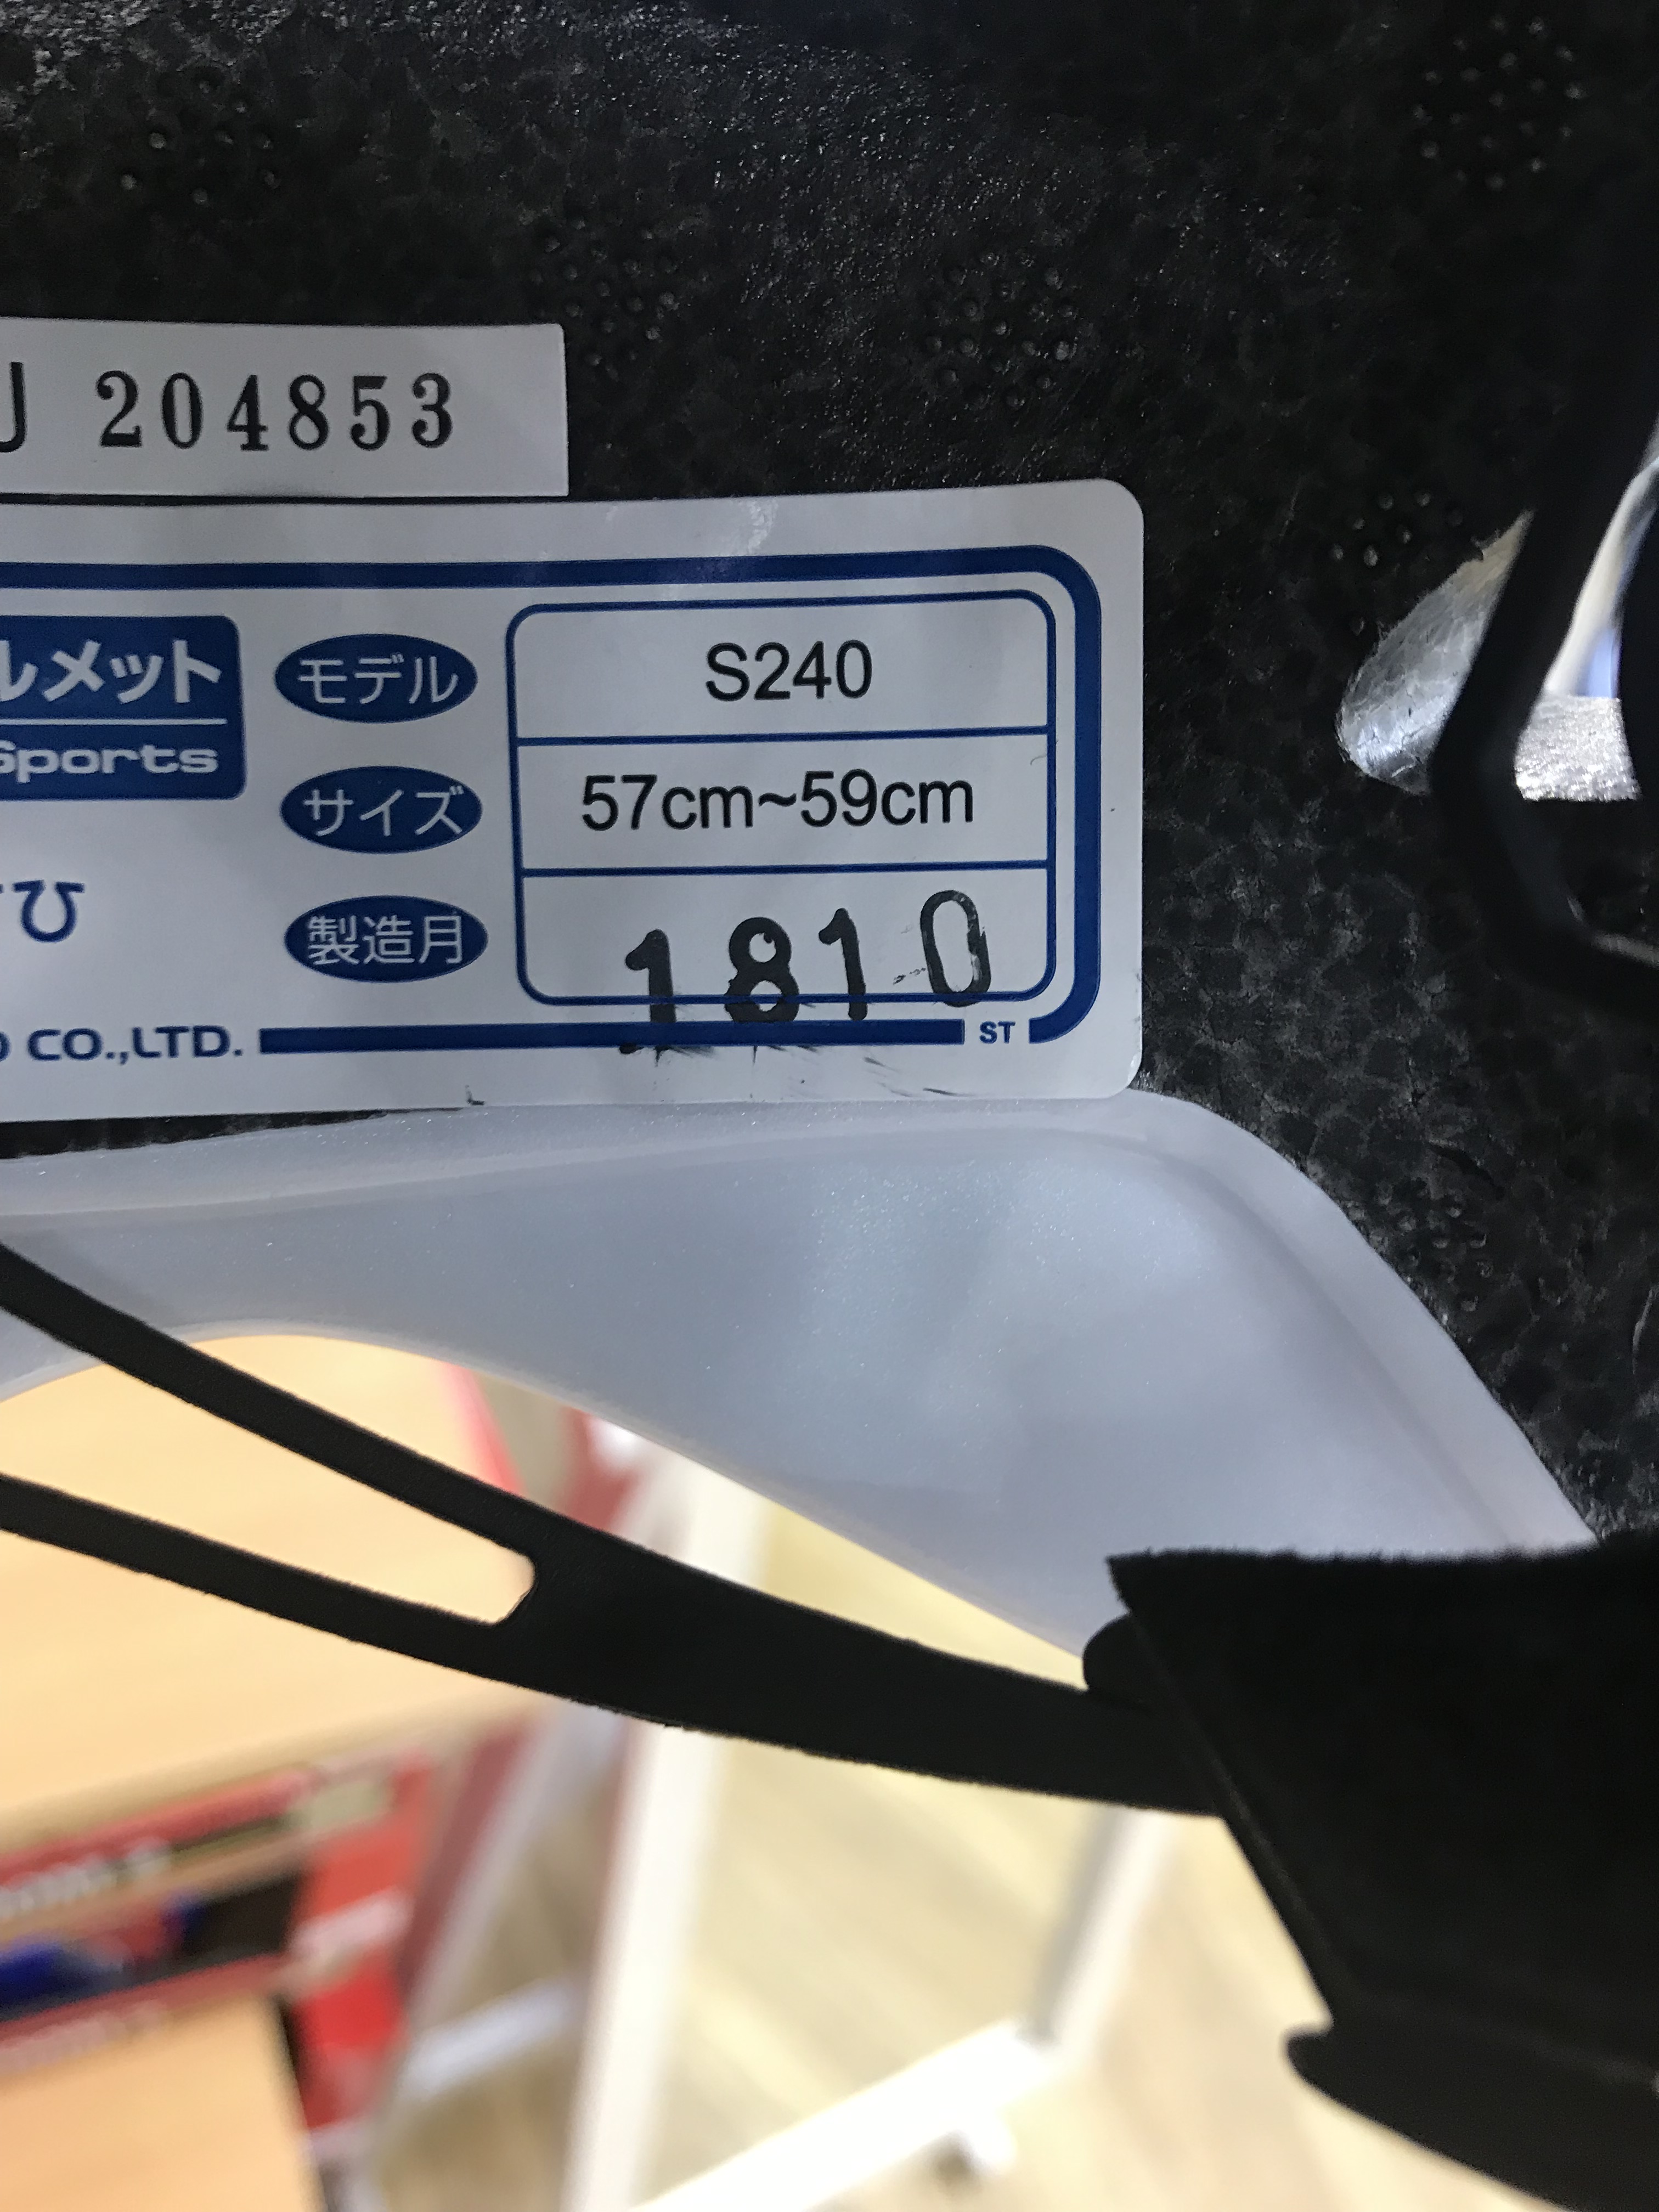 204853
モデル S240
ルメット
Sports
サイズ 57cm~59cm
製造月 1810
CO.,LTD.
ST